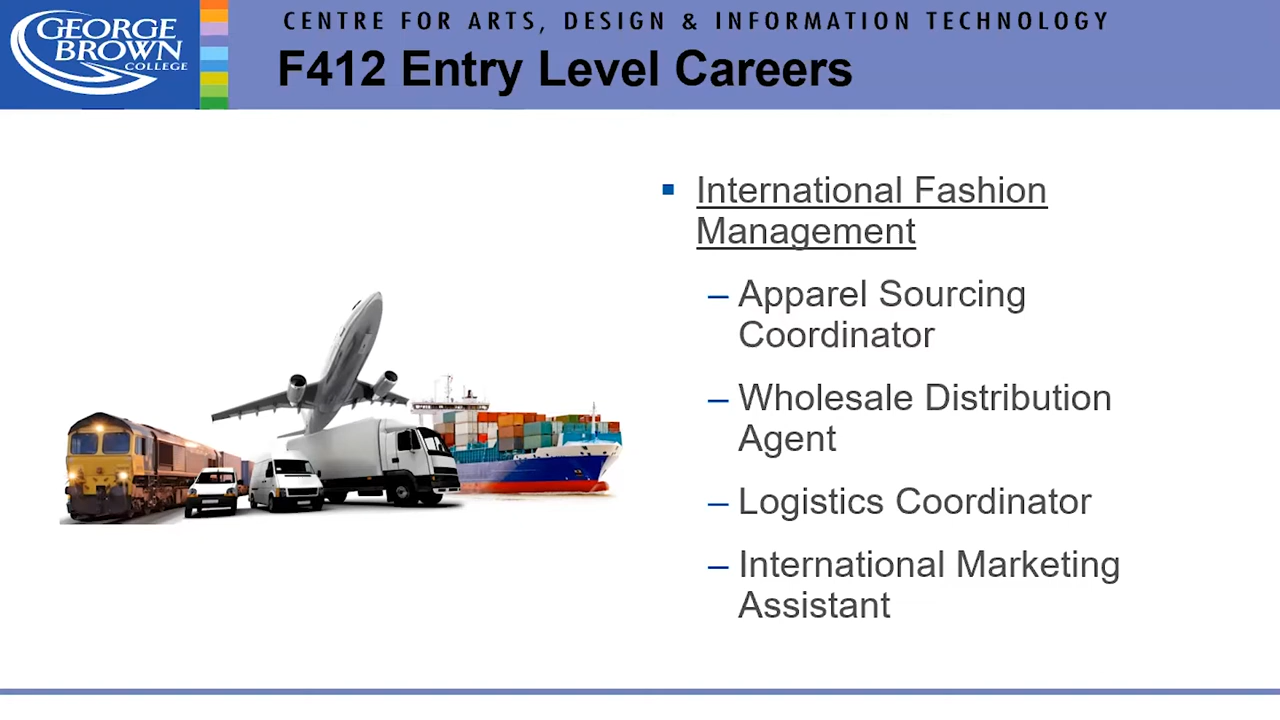 GEORGE
BROWN
COLLEGE
CENTRE FOR ARTS, DESIGN & INFORMATION TECHNOLOGY
F412 Entry Level Careers
▪ International Fashion
Management
– Apparel Sourcing
Coordinator
– Wholesale Distribution
Agent
– Logistics Coordinator
– International Marketing
Assistant